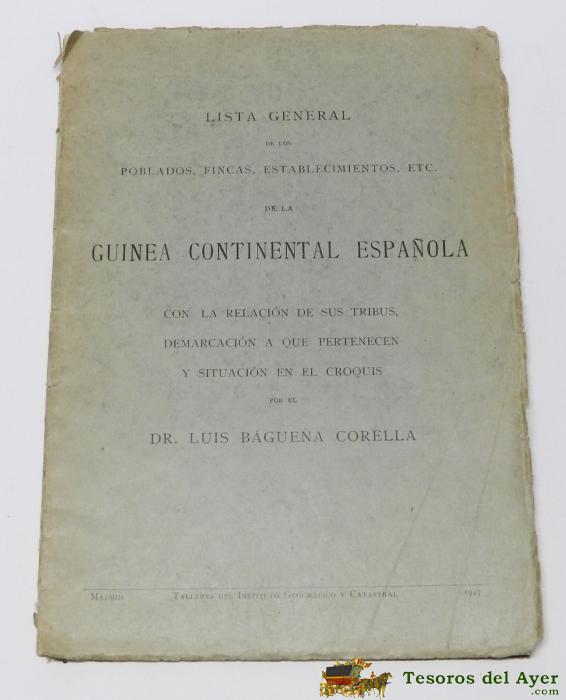 LISTA GENERAL
DE LOS
POBLADOS, FINCAS, ESTABLECIMIENTOS, ETC.
DE LA
GUINEA CONTINENTAL ESPAÑOLA
CON LA RELACIÓN DE SUS TRIBUS,
DEMARCACIÓN A QUE PERTENECEN
Y SITUACIÓN EN EL CROQUIS
POR EL
DR. LUIS BÁGUENA CORELLA
MADRID TALLERES DEL INSTITUTO GEOGRÁFICO Y CATASTRAL 1947
Tesoros del Ayer
.com